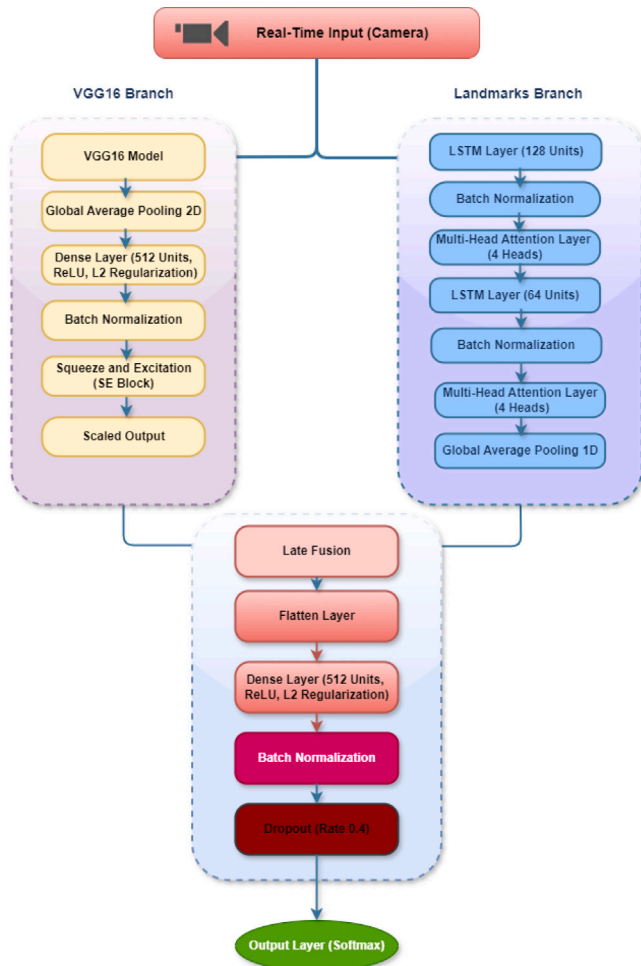 Real-Time Input (Camera)
VGG16 Branch
VGG16 Model
Global Average Pooling 2D
Dense Layer (512 Units,
ReLU, L2 Regularization)
Batch Normalization
Squeeze and Excitation
(SE Block)
Scaled Output
Landmarks Branch
LSTM Layer (128 Units)
Batch Normalization
Multi-Head Attention Layer
(4 Heads)
LSTM Layer (64 Units)
Batch Normalization
Multi-Head Attention Layer
(4 Heads)
Global Average Pooling 1D
Late Fusion
Flatten Layer
Dense Layer (512 Units,
ReLU, L2 Regularization)
Batch Normalization
Dropout (Rate 0.4)
Output Layer (Softmax)